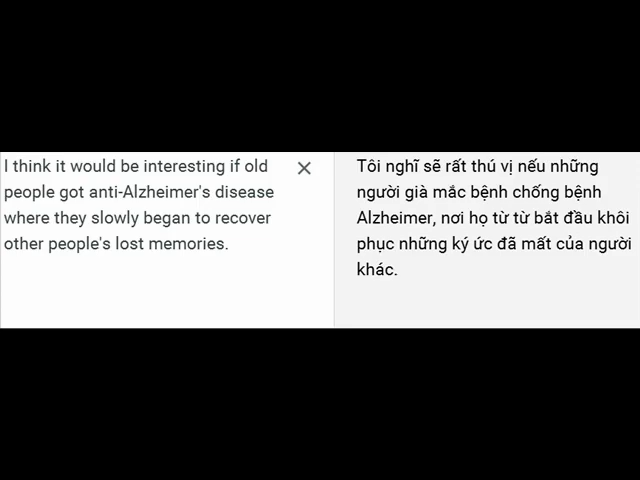 I think it would be interesting if old
people got anti-Alzheimer's disease
where they slowly began to recover
other people's lost memories.
Tôi nghĩ sẽ rất thú vị nếu những
người già mắc bệnh chống bệnh
Alzheimer, nơi họ từ từ bắt đầu khôi
phục những ký ức đã mất của người
khác.